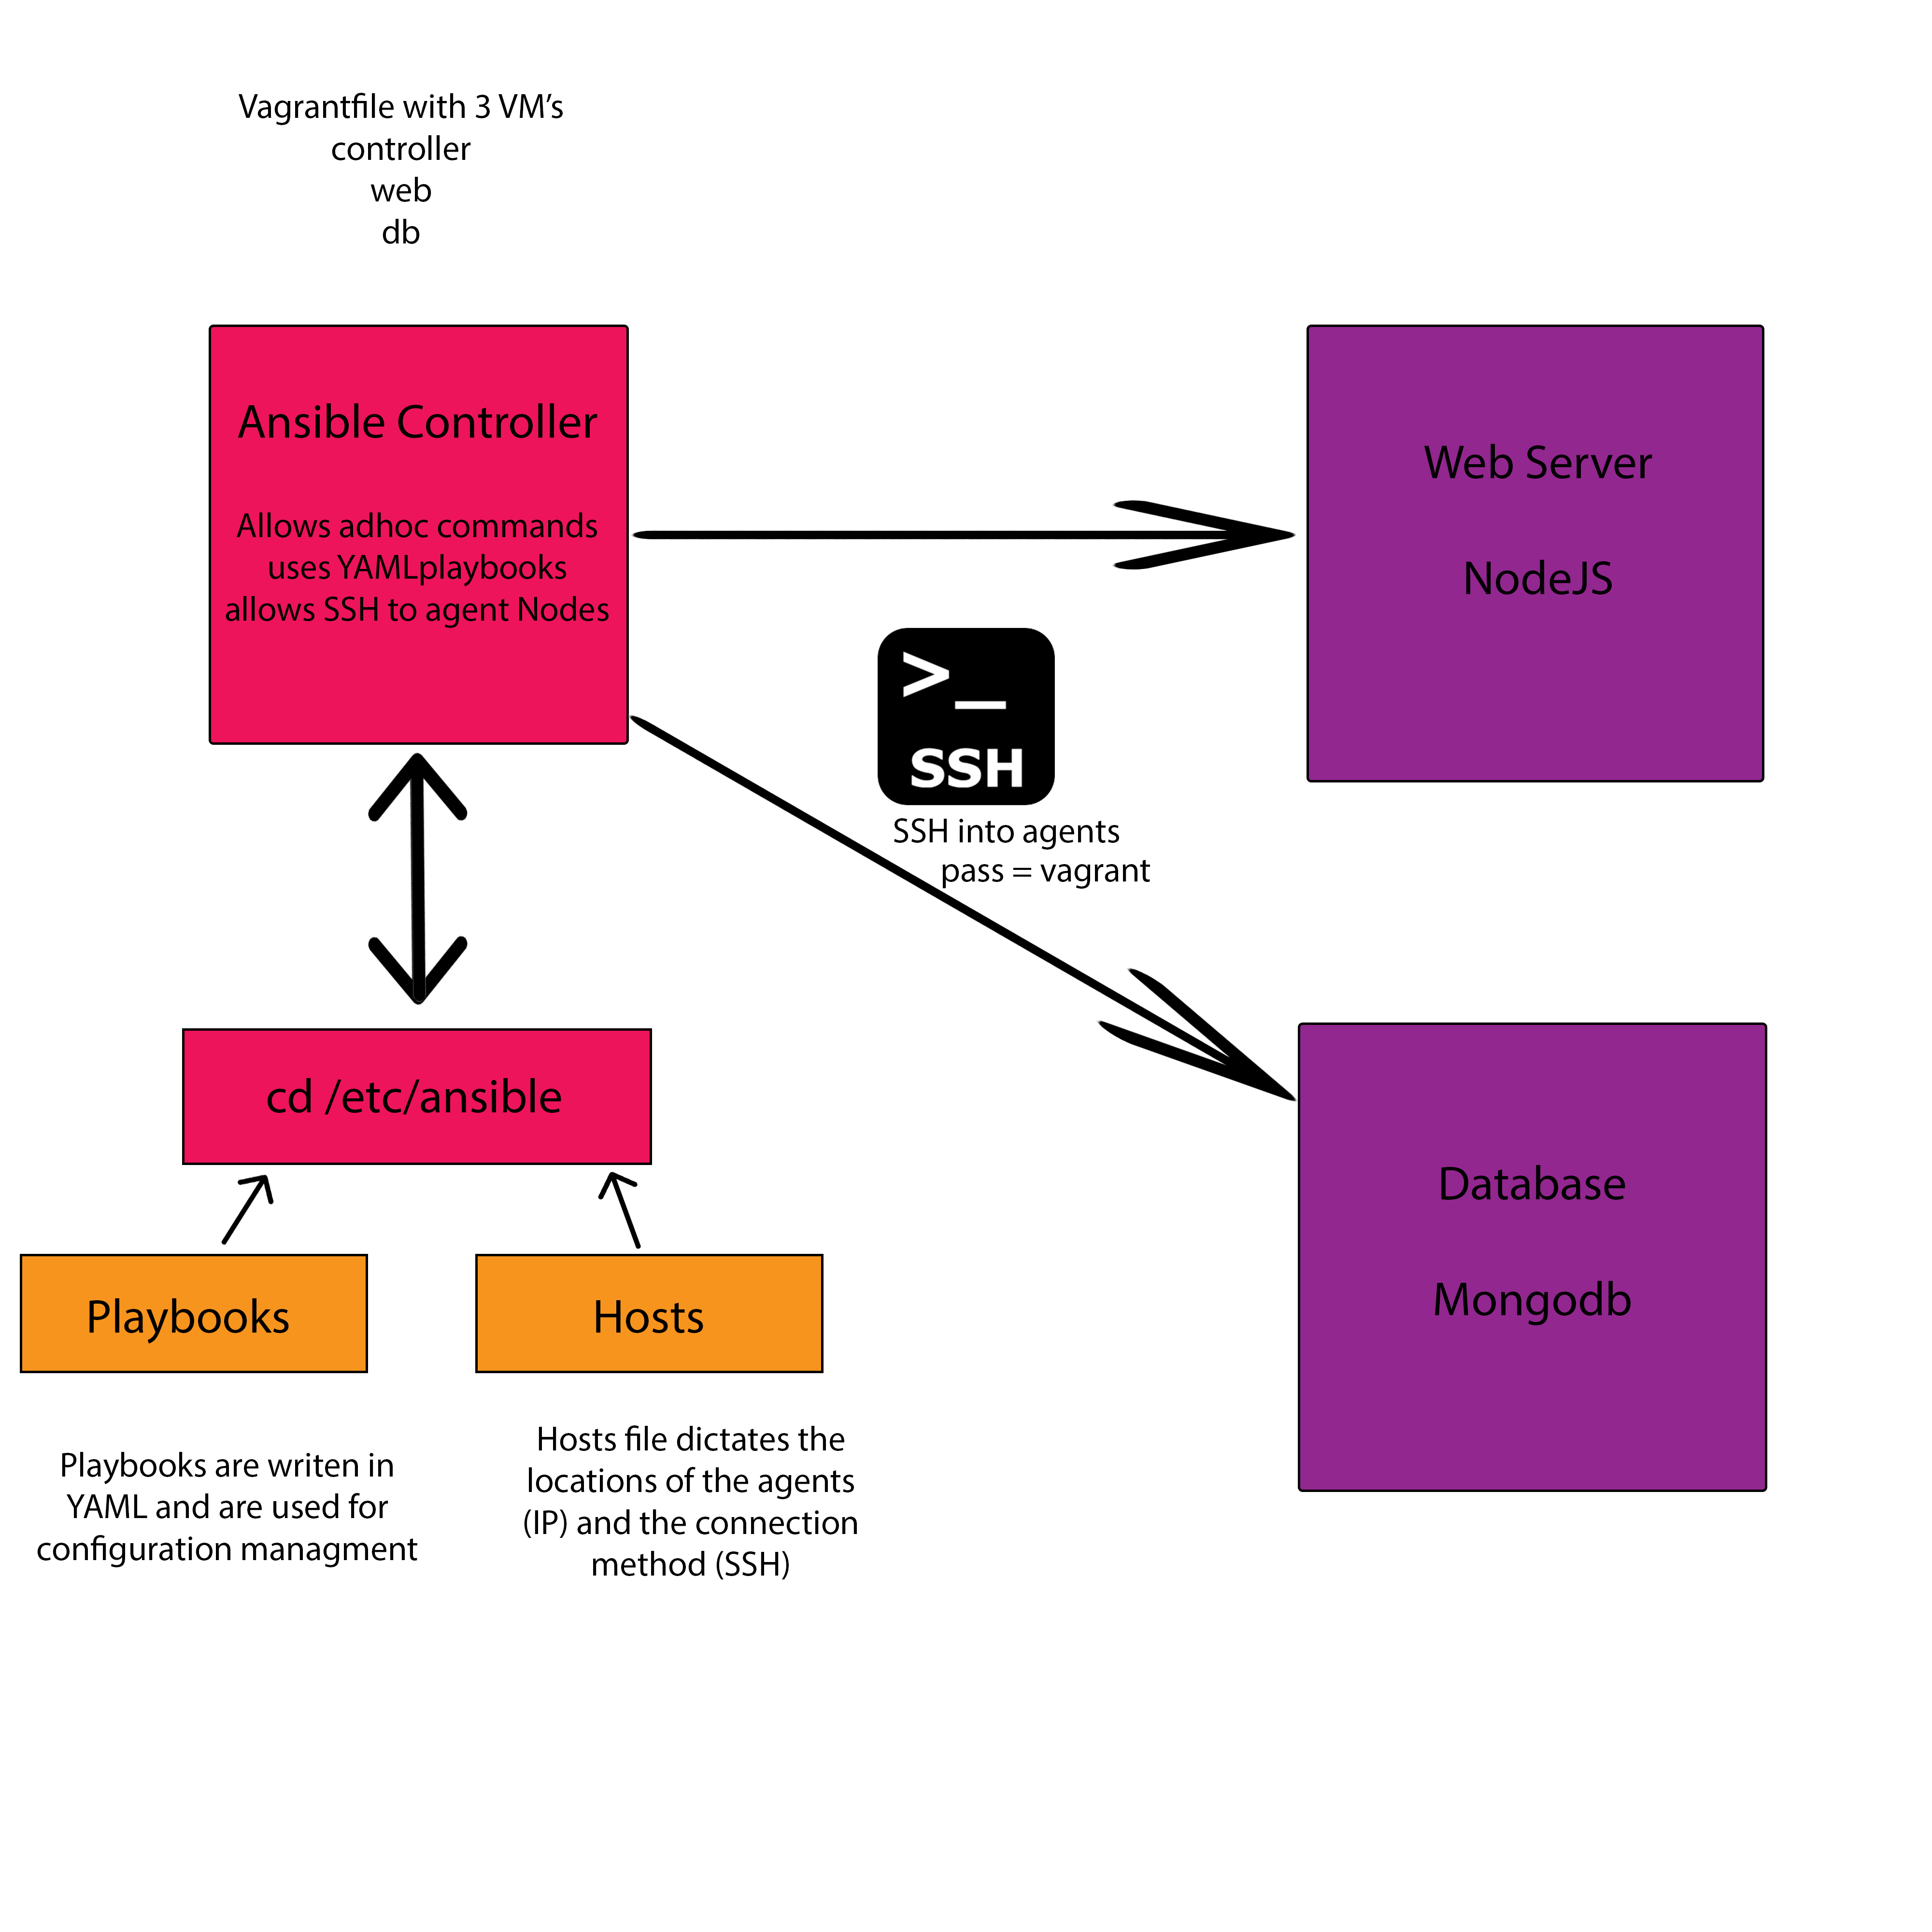 Vagrantfile with 3 VM's
controller
web
db
Ansible Controller
Allows adhoc commands
uses YAMLplaybooks
allows SSH to agent Nodes
Web Server
NodeJS
>_
SSH
SSH into agents
pass = vagrant
cd /etc/ansible
Database
Mongodb
Playbooks
Hosts
Playbooks are writen in
YAML and are used for
configuration managment
Hosts file dictates the
locations of the agents
(IP) and the connection
method (SSH)